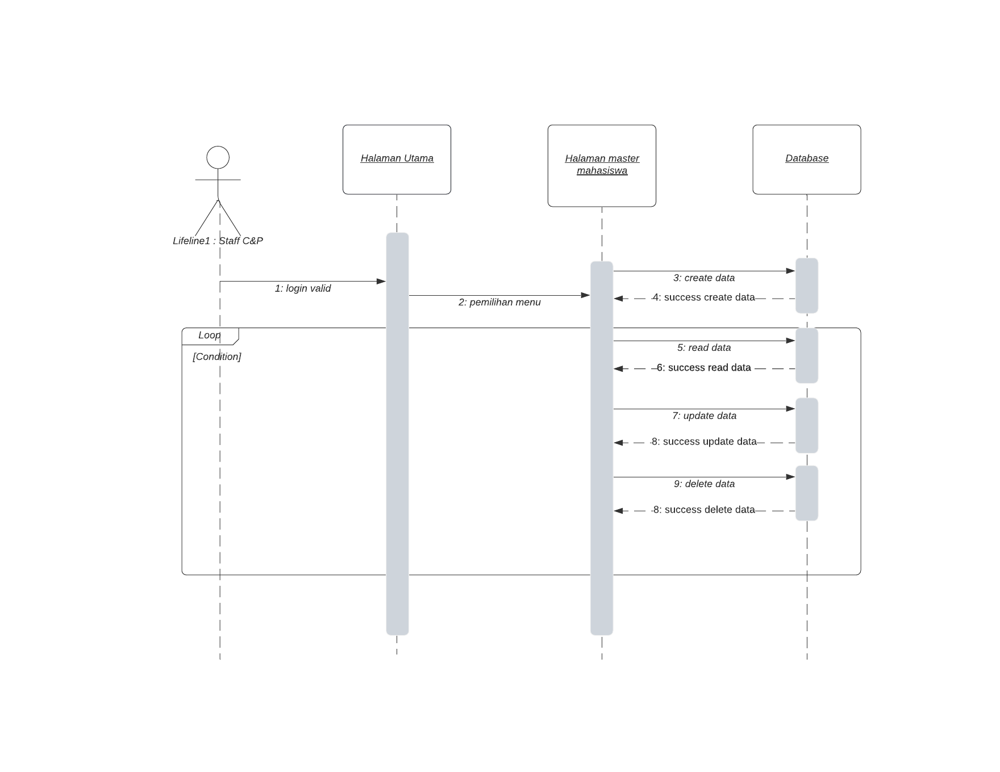 Halaman Utama
Halaman master
mahasiswa
Database
Lifeline1 : Staff C&P
1: login valid
2: pemilihan menu
3: create data
4: success create data
Loop
[Condition]
5: read data
6: success read data
7: update data
8: success update data
9: delete data
8: success delete data